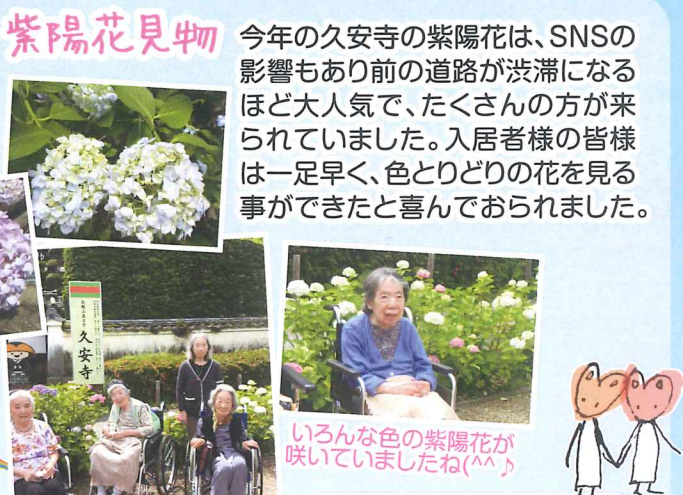 紫陽花見物
今年の久安寺の紫陽花は、SNSの
影響もあり前の道路が渋滞になる
ほど大人気で、たくさんの方が来
られていました。入居者様の皆様
は一足早く、色とりどりの花を見る
事ができたと喜んでおられました。
久安寺
いろんな色の紫陽花が
咲いていましたね(^^♪